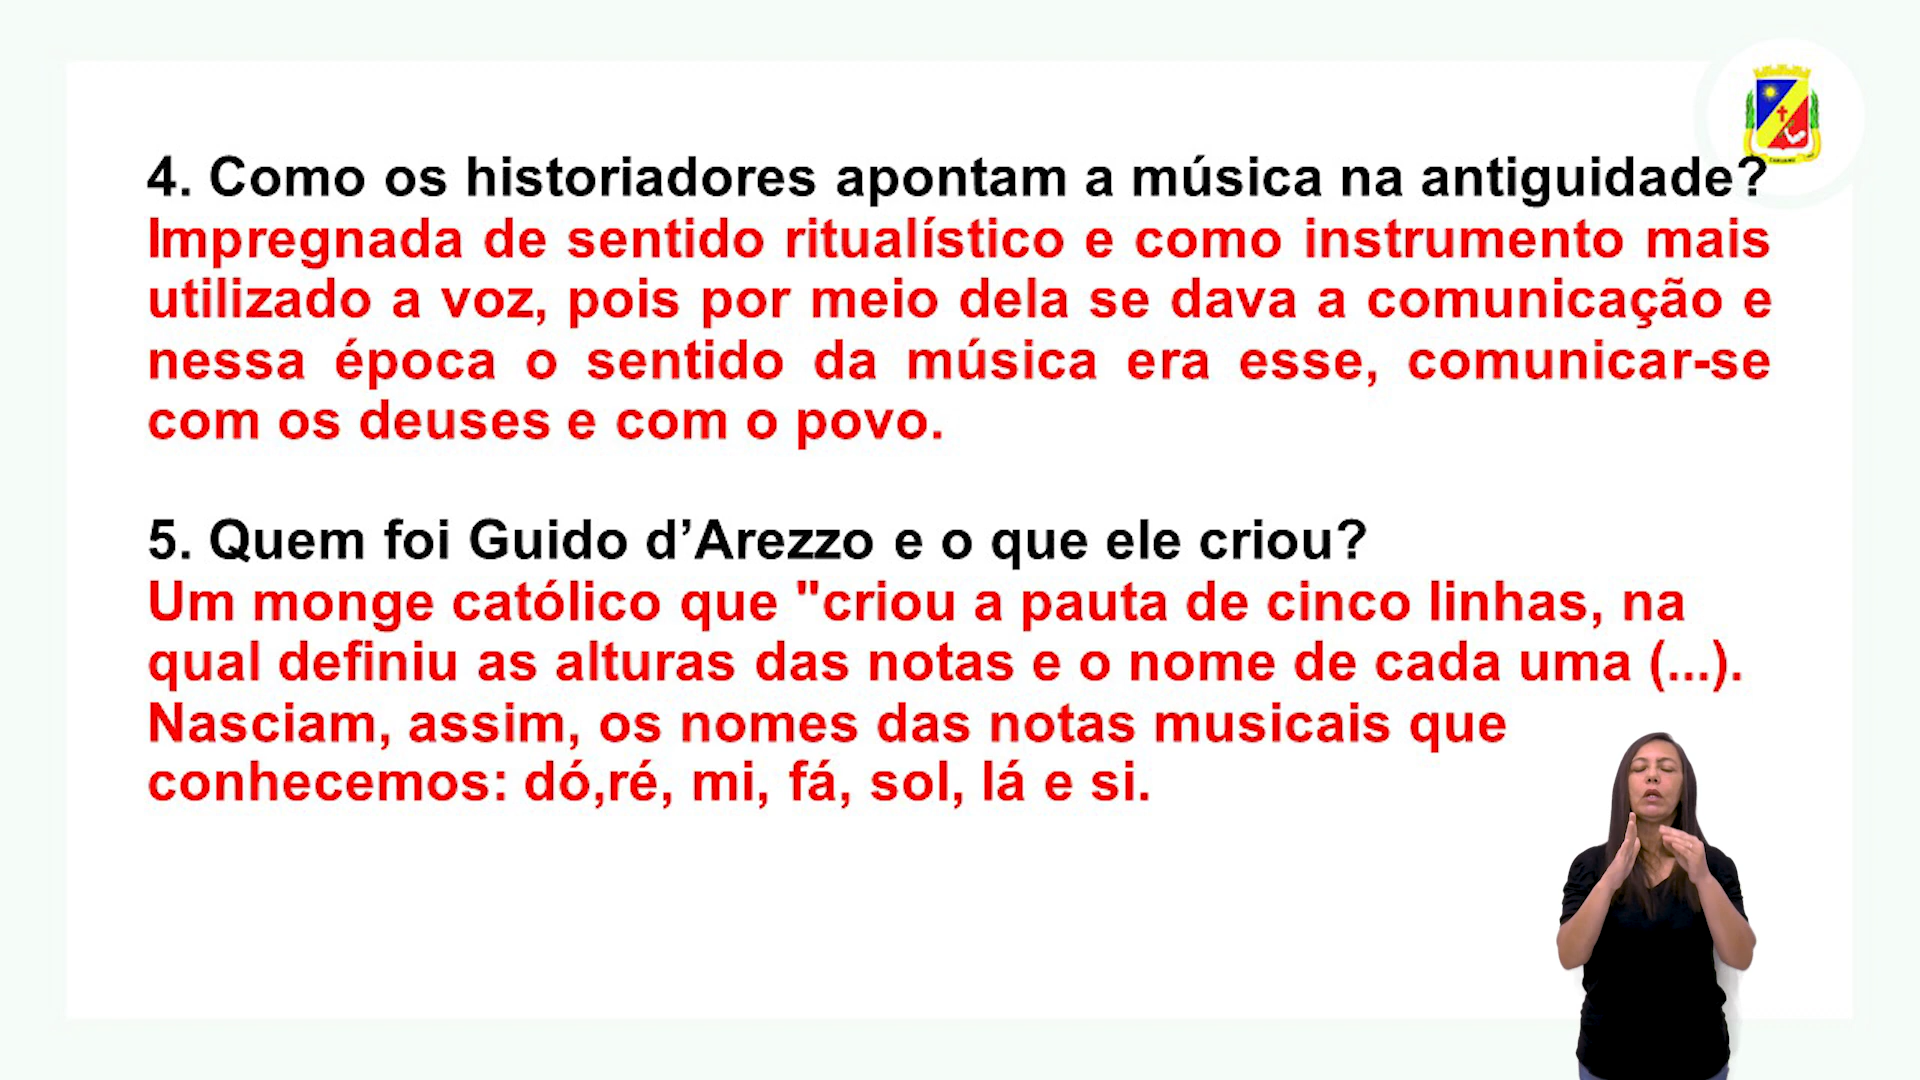 4. Como os historiadores apontam a música na antiguidade?
Impregnada de sentido ritualístico e como instrumento mais
utilizado a voz, pois por meio dela se dava a comunicação e
nessa época o sentido da música era esse, comunicar-se
com os deuses e com o povo.
5. Quem foi Guido d’Arezzo e o que ele criou?
Um monge católico que "criou a pauta de cinco linhas, na
qual definiu as alturas das notas e o nome de cada uma (...).
Nasciam, assim, os nomes das notas musicais que
conhecemos: dó,ré, mi, fá, sol, lá e si.